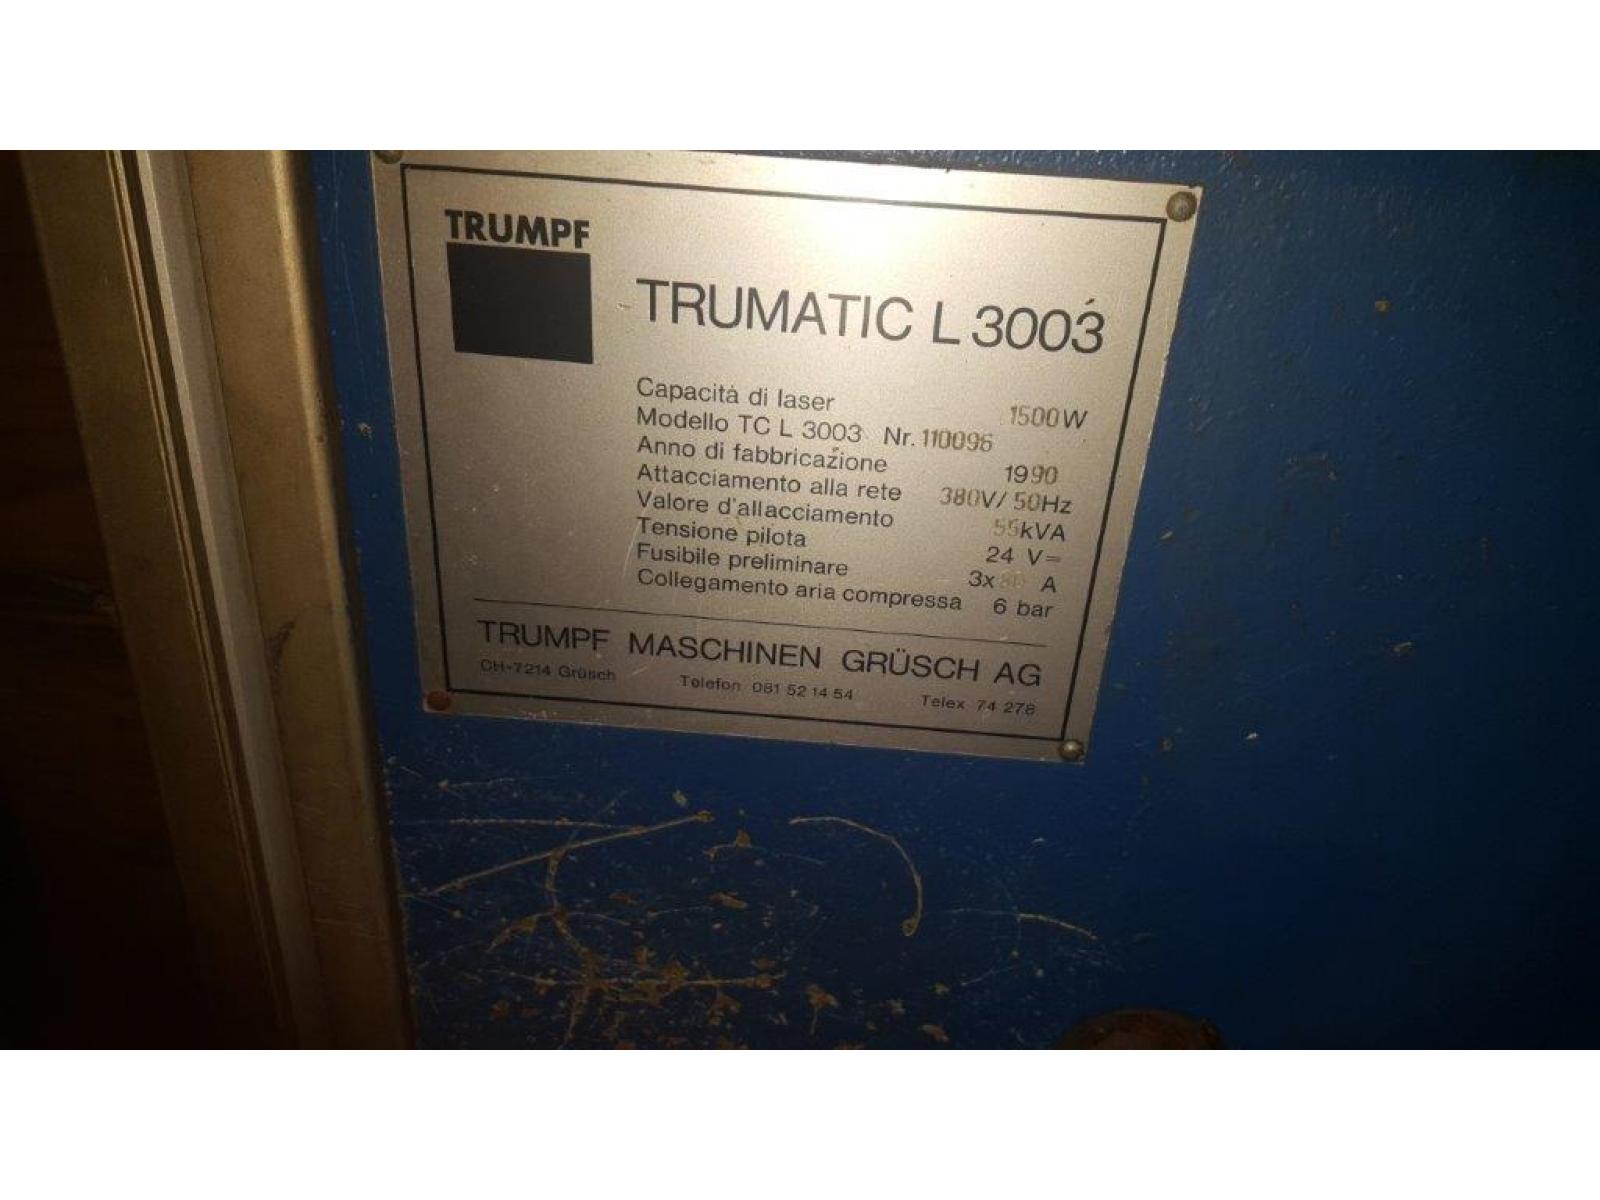 TRUMPF
TRUMATIC L 3003
Capacità di laser 1500W
Modello TC L 3003 Nr. 110096
Anno di fabbricazione 1990
Attacciamento alla rete 380V/50Hz
Valore d'allacciamento 55kVA
Tensione pilota 24 V=
Fusibile preliminare 3x80 A
Collegamento aria compressa 6 bar
TRUMPF MASCHINEN GRÜSCH AG
CH-7214 Grüsch Telefon 081 52 14 54 Telex 74 278